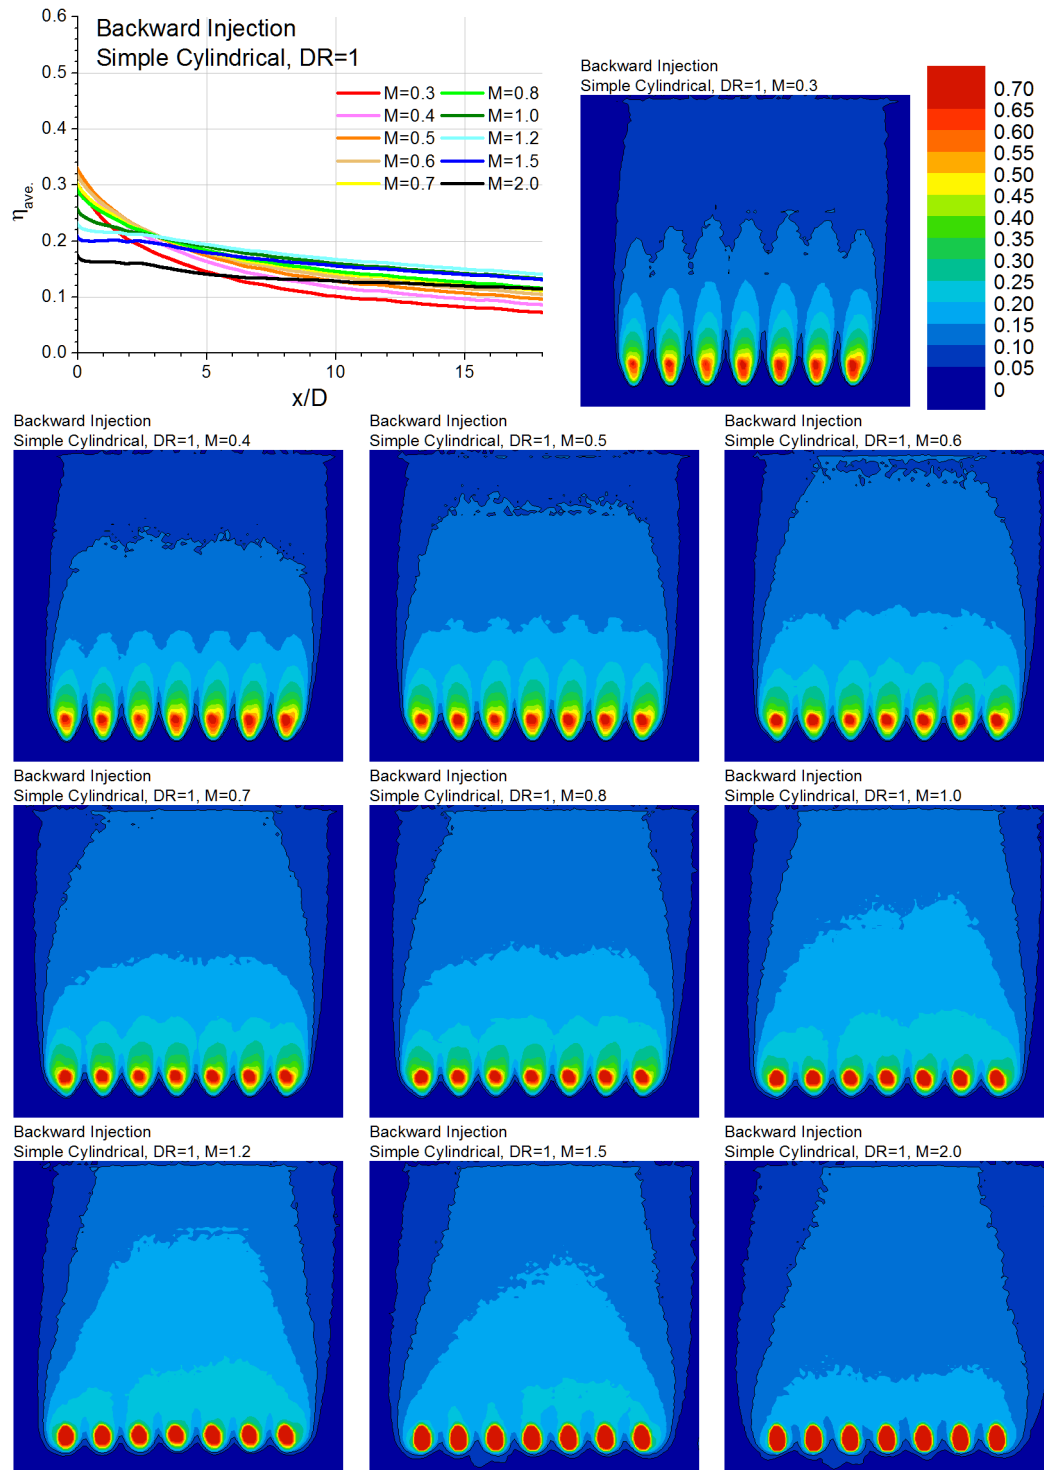 Backward Injection
Simple Cylindrical, DR=1
0.6
0.5
0.4
0.3
0.2
0.1
0.0
ηave.
M=0.3
M=0.4
M=0.5
M=0.6
M=0.7
M=0.8
M=1.0
M=1.2
M=1.5
M=2.0
0 5 10 15
x/D
Backward Injection
Simple Cylindrical, DR=1, M=0.3
0.70
0.65
0.60
0.55
0.50
0.45
0.40
0.35
0.30
0.25
0.20
0.15
0.10
0.05
0
Backward Injection
Simple Cylindrical, DR=1, M=0.4
Backward Injection
Simple Cylindrical, DR=1, M=0.5
Backward Injection
Simple Cylindrical, DR=1, M=0.6
Backward Injection
Simple Cylindrical, DR=1, M=0.7
Backward Injection
Simple Cylindrical, DR=1, M=0.8
Backward Injection
Simple Cylindrical, DR=1, M=1.0
Backward Injection
Simple Cylindrical, DR=1, M=1.2
Backward Injection
Simple Cylindrical, DR=1, M=1.5
Backward Injection
Simple Cylindrical, DR=1, M=2.0